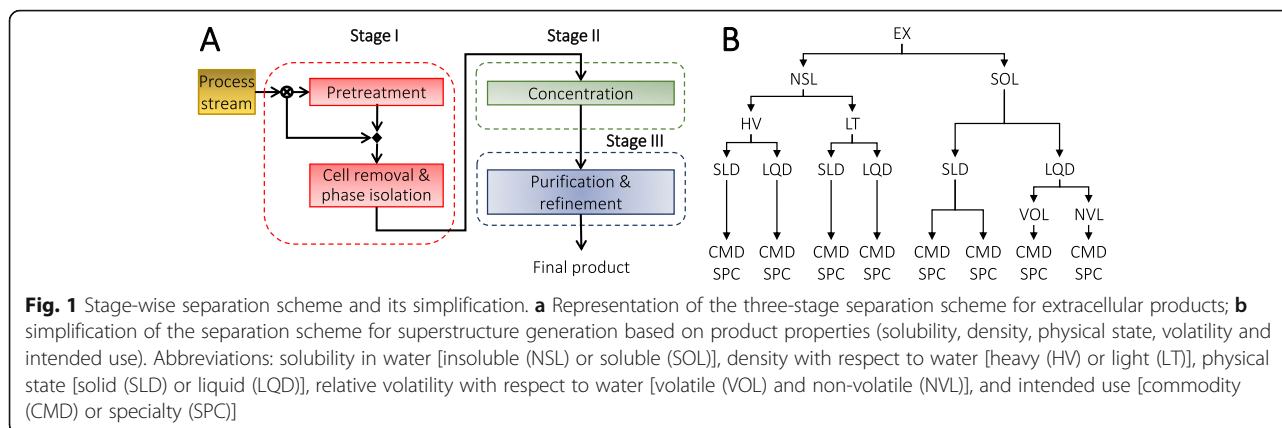 A
Stage I
Stage II
Process
stream
Pretreatment
Cell removal &
phase isolation
Concentration
Stage III
Purification &
refinement
Final product
B
EX
NSL SOL
HV LT
SLD LQD SLD LQD SLD LQD
VOL NVL
CMD CMD CMD CMD CMD CMD CMD CMD
SPC SPC SPC SPC SPC SPC SPC SPC
Fig. 1 Stage-wise separation scheme and its simplification. a Representation of the three-stage separation scheme for extracellular products; b
simplification of the separation scheme for superstructure generation based on product properties (solubility, density, physical state, volatility and
intended use). Abbreviations: solubility in water [insoluble (NSL) or soluble (SOL)], density with respect to water [heavy (HV) or light (LT)], physical
state [solid (SLD) or liquid (LQD)], relative volatility with respect to water [volatile (VOL) and non-volatile (NVL)], and intended use [commodity
(CMD) or specialty (SPC)]